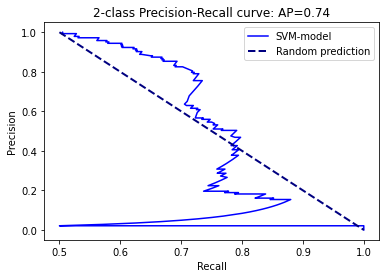 2-class Precision-Recall curve: AP=0.74
SVM-model
Random prediction
1.0
0.8
0.6
0.4
0.2
0.0
Precision
0.5 0.6 0.7 0.8 0.9 1.0
Recall